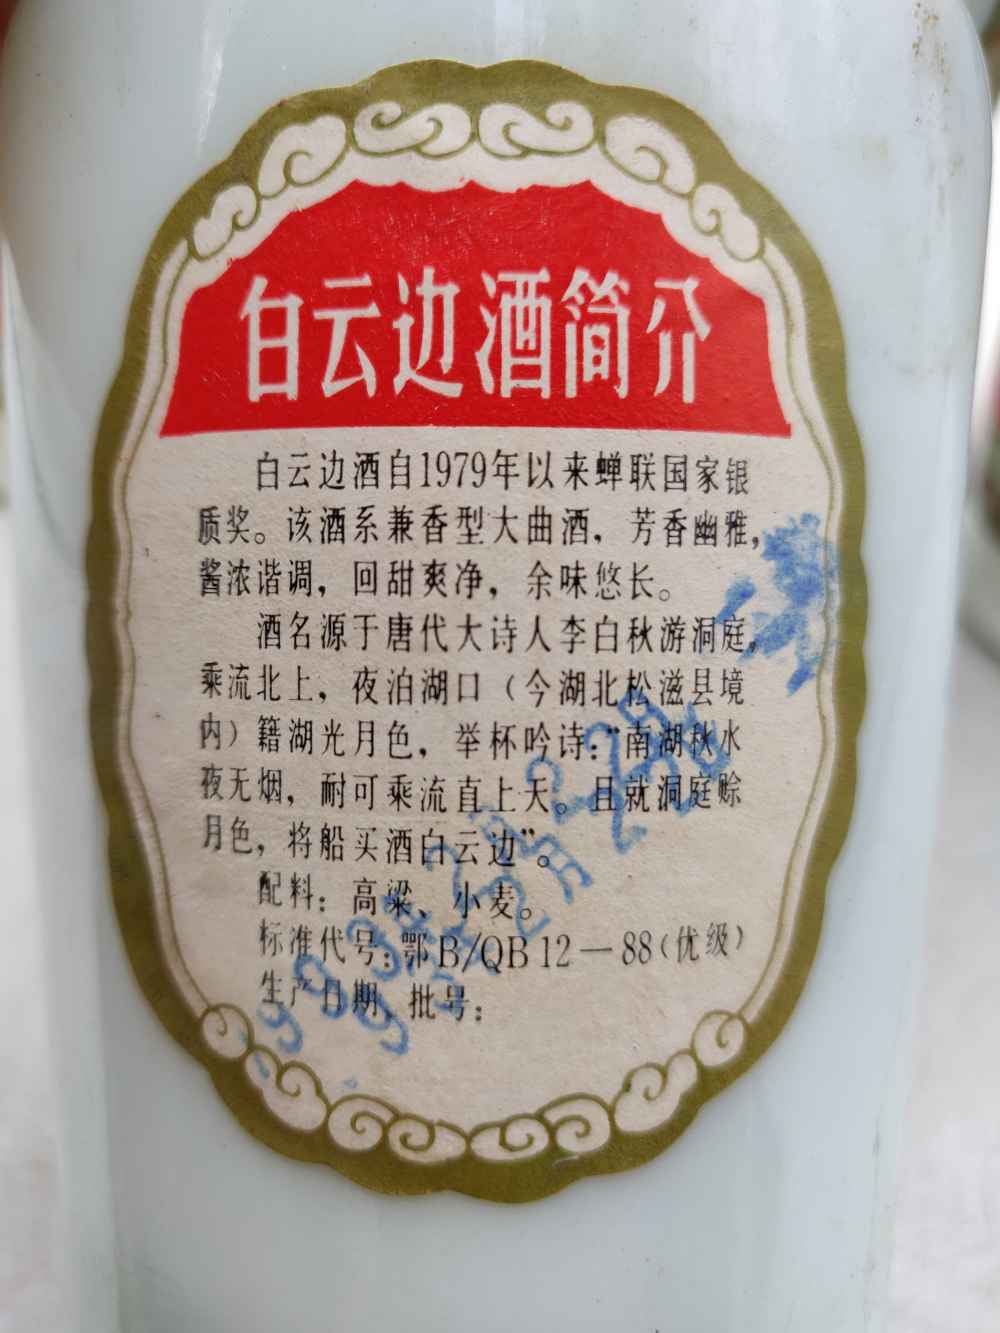 白云边酒简介
白云边酒自1979年以来蝉联国家银
质奖。该酒系兼香型大曲酒，芳香幽雅，
酱浓谐调，回甜爽净，余味悠长。
酒名源于唐代大诗人李白秋游洞庭，
乘流北上，夜泊湖口（今湖北松滋县境
内）籍湖光月色，举杯吟诗：“南湖秋水
夜无烟，耐可乘流直上天。且就洞庭赊
月色，将船买酒白云边”。
配料：高粱、小麦。
标准代号：鄂B/QB12—88（优级）
生产日期、批号：